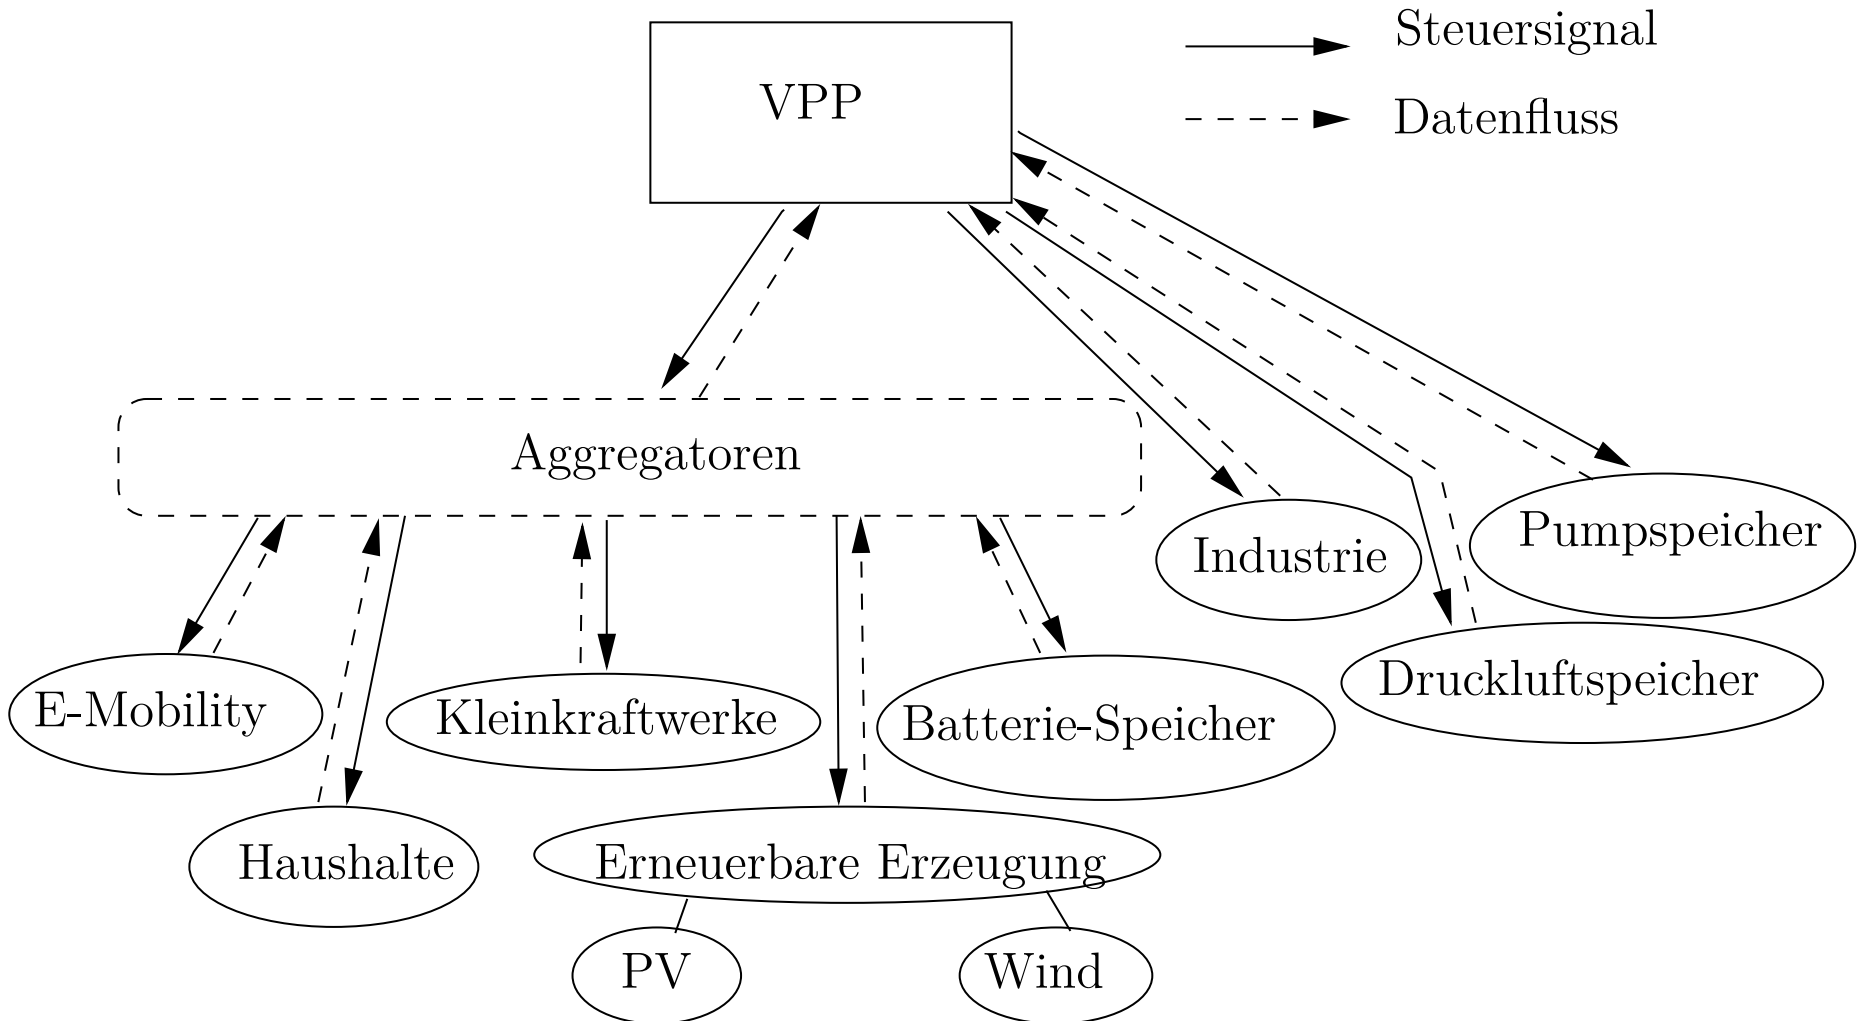 Steuersignal
VPP
Datenfluss
Aggregatoren
Pumpspeicher
Industrie
Druckluftspeicher
E-Mobility
Kleinkraftwerke
Batterie-Speicher
Haushalte
Erneuerbare Erzeugung
PV
Wind